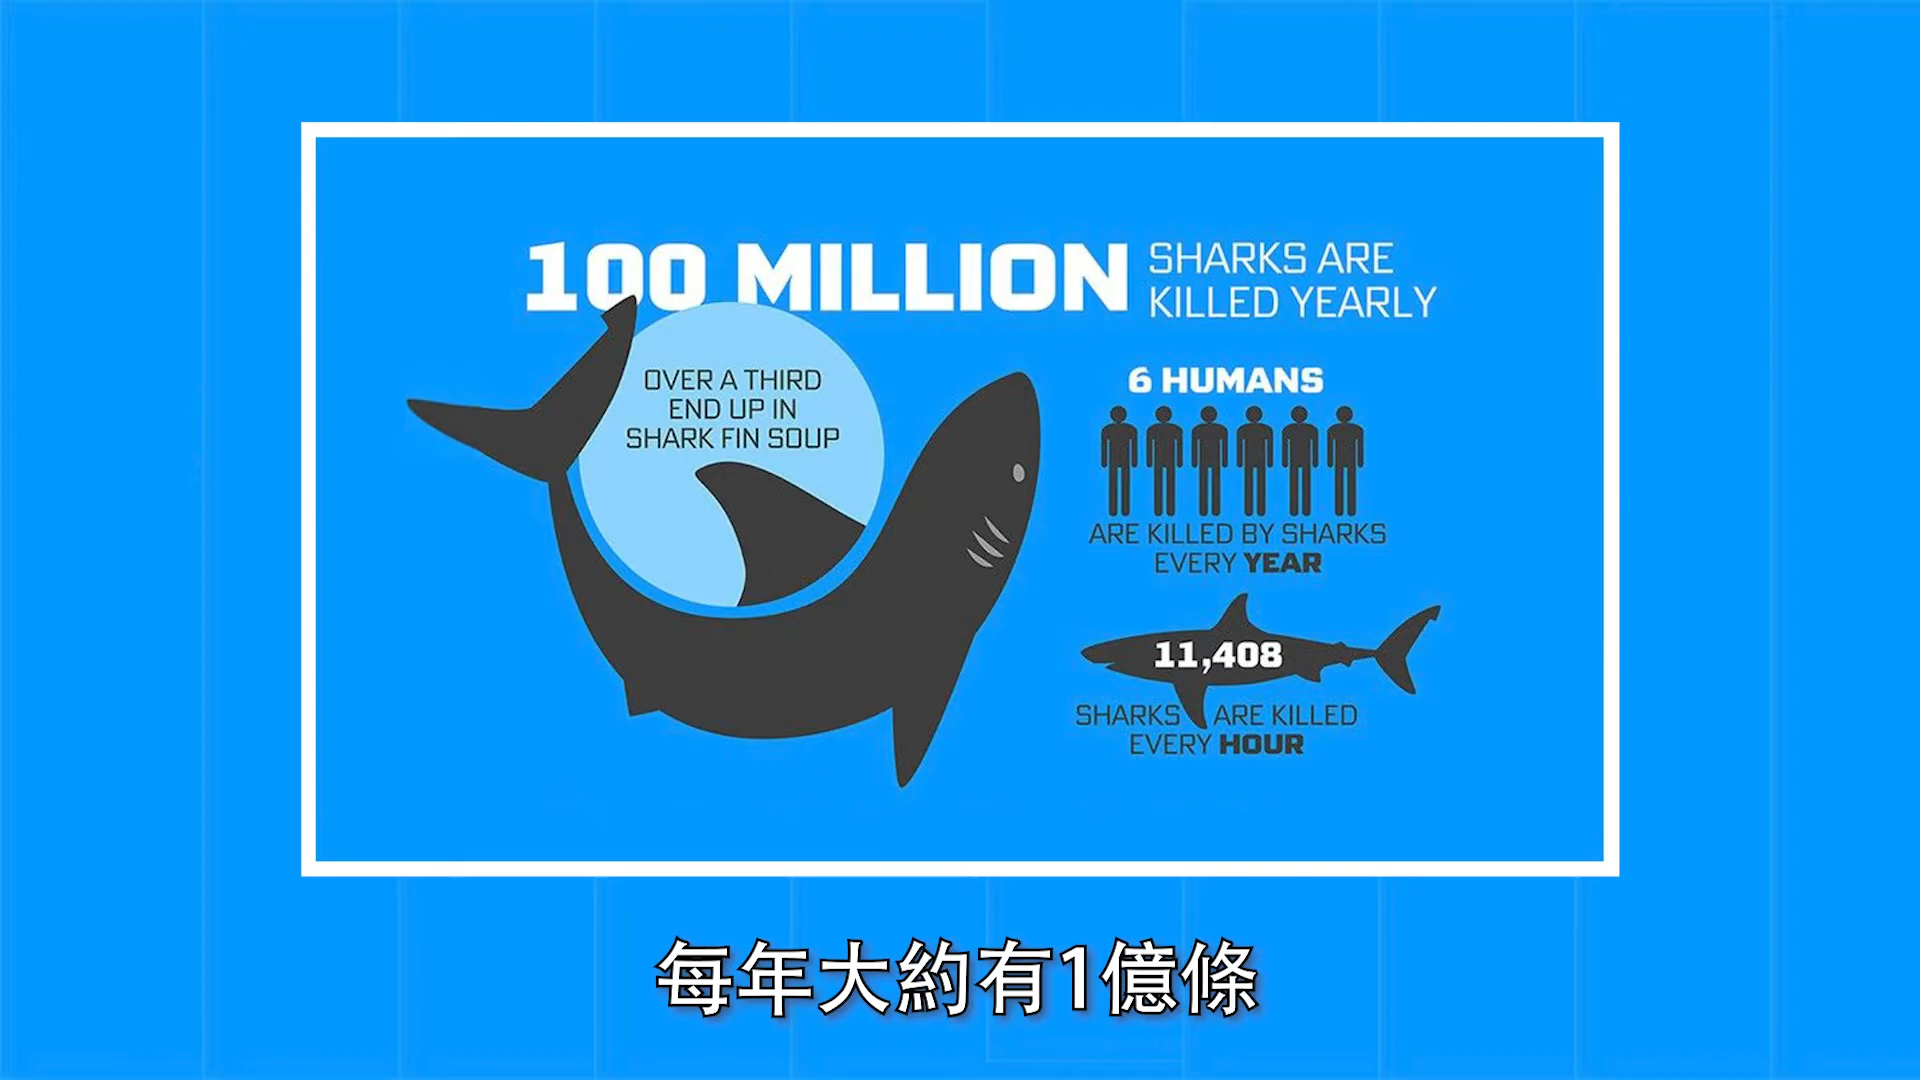 100 MILLION
SHARKS ARE
KILLED YEARLY
OVER A THIRD
END UP IN
SHARK FIN SOUP
6 HUMANS
ARE KILLED BY SHARKS
EVERY YEAR
11,408
SHARKS ARE KILLED
EVERY HOUR
每年大約有1億條